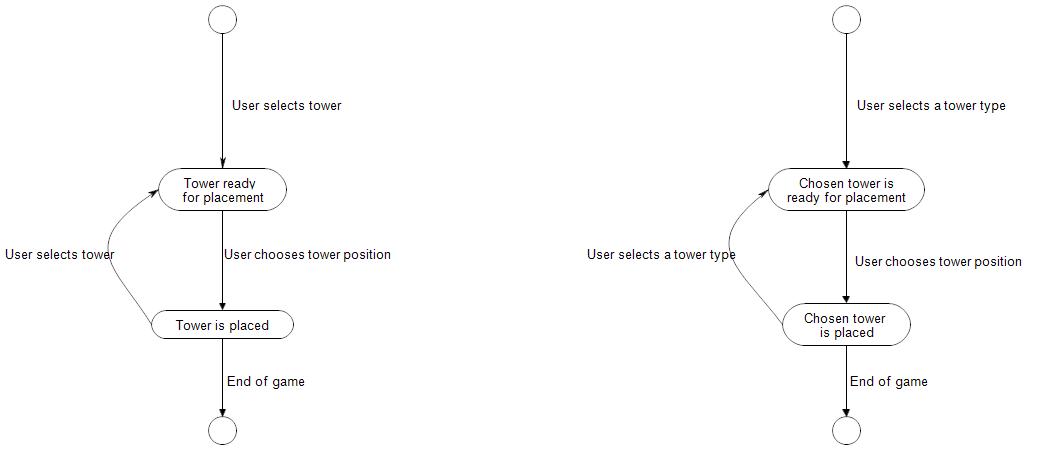 User selects tower
Tower ready
for placement
User selects tower
User chooses tower position
Tower is placed
End of game
User selects a tower type
Chosen tower is
ready for placement
User selects a tower type
User chooses tower position
Chosen tower
is placed
End of game